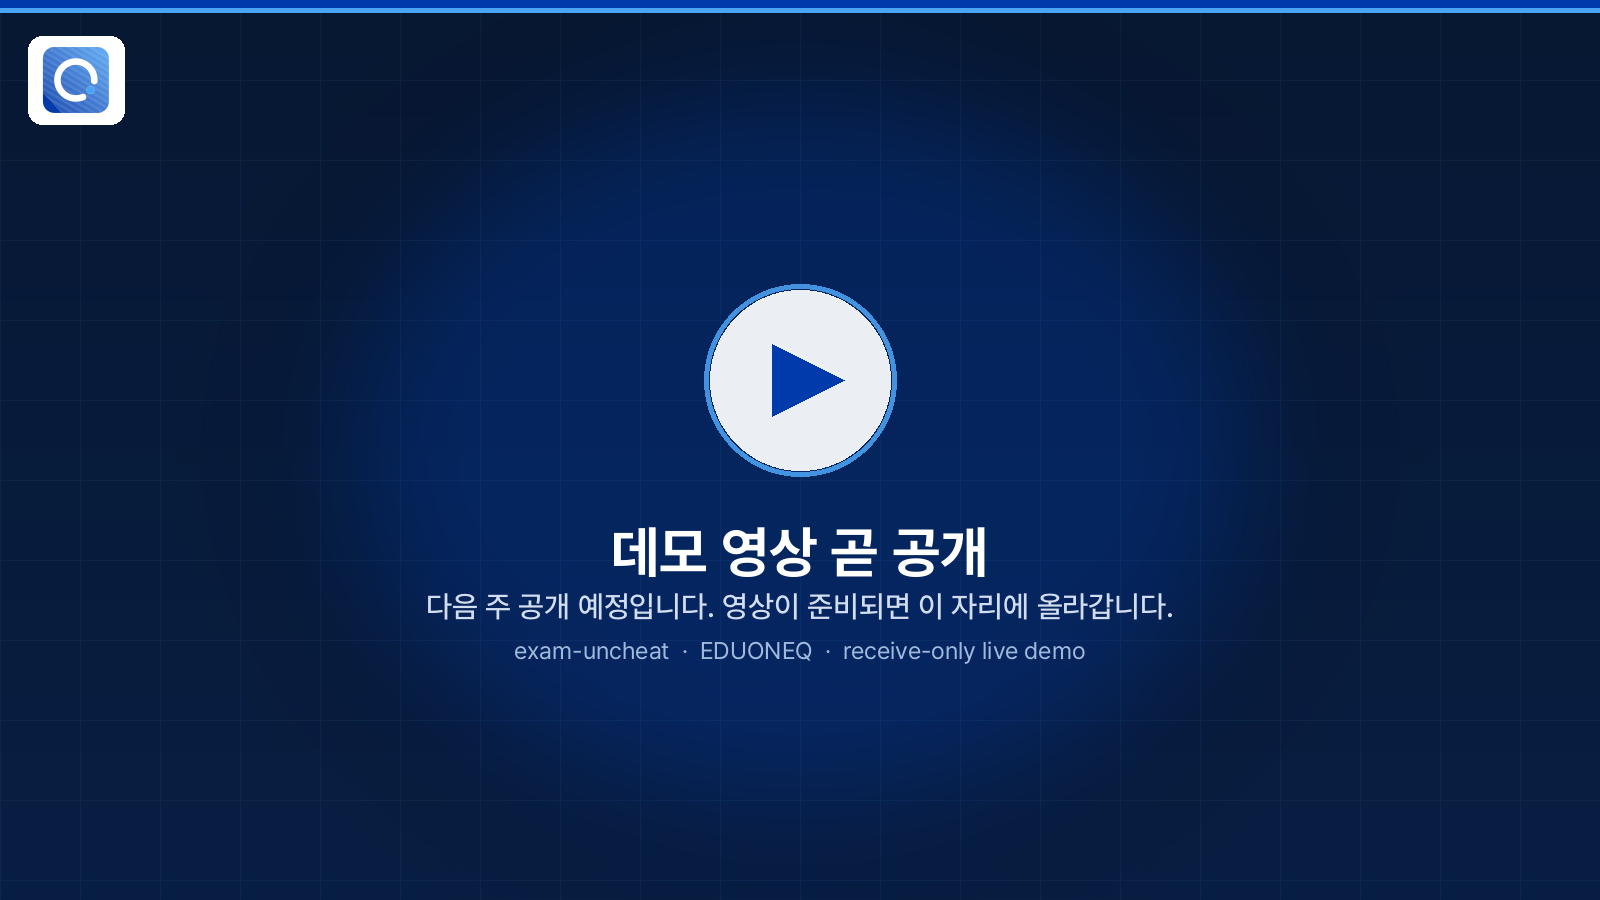 데모 영상 곧 공개
다음 주 공개 예정입니다. 영상이 준비되면 이 자리에 올라갑니다.
exam-uncheat · EDUONEQ · receive-only live demo